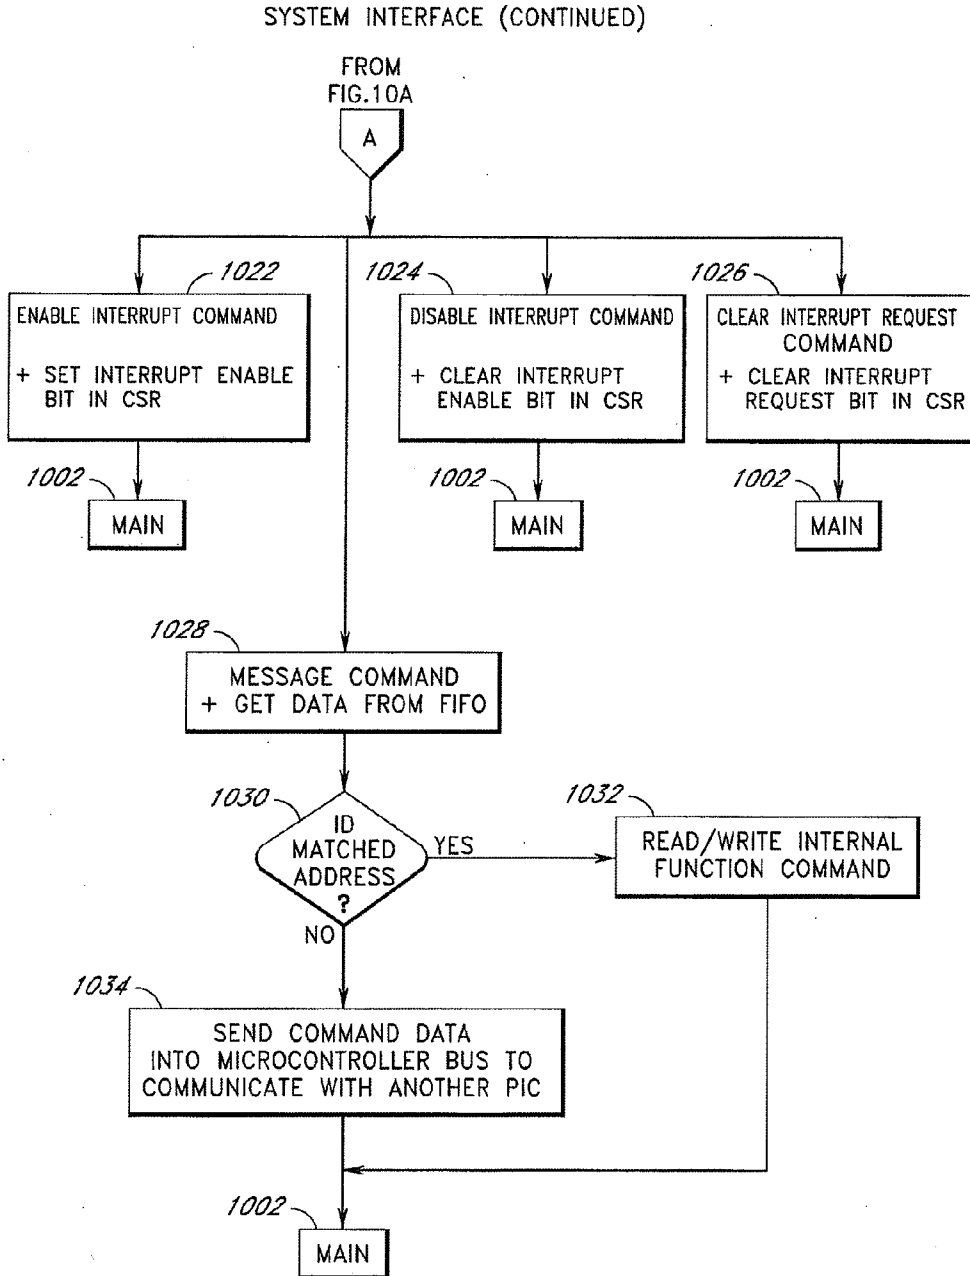 SYSTEM INTERFACE (CONTINUED)
FROM
FIG.10A
A
1022
ENABLE INTERRUPT COMMAND
+ SET INTERRUPT ENABLE
BIT IN CSR
1002
MAIN
1024
DISABLE INTERRUPT COMMAND
+ CLEAR INTERRUPT
ENABLE BIT IN CSR
1002
MAIN
1026
CLEAR INTERRUPT REQUEST
COMMAND
+ CLEAR INTERRUPT
REQUEST BIT IN CSR
1002
MAIN
1028
MESSAGE COMMAND
+ GET DATA FROM FIFO
1030
ID
MATCHED
ADDRESS
?
YES
NO
1032
READ/WRITE INTERNAL
FUNCTION COMMAND
1034
SEND COMMAND DATA
INTO MICROCONTROLLER BUS TO
COMMUNICATE WITH ANOTHER PIC
1002
MAIN